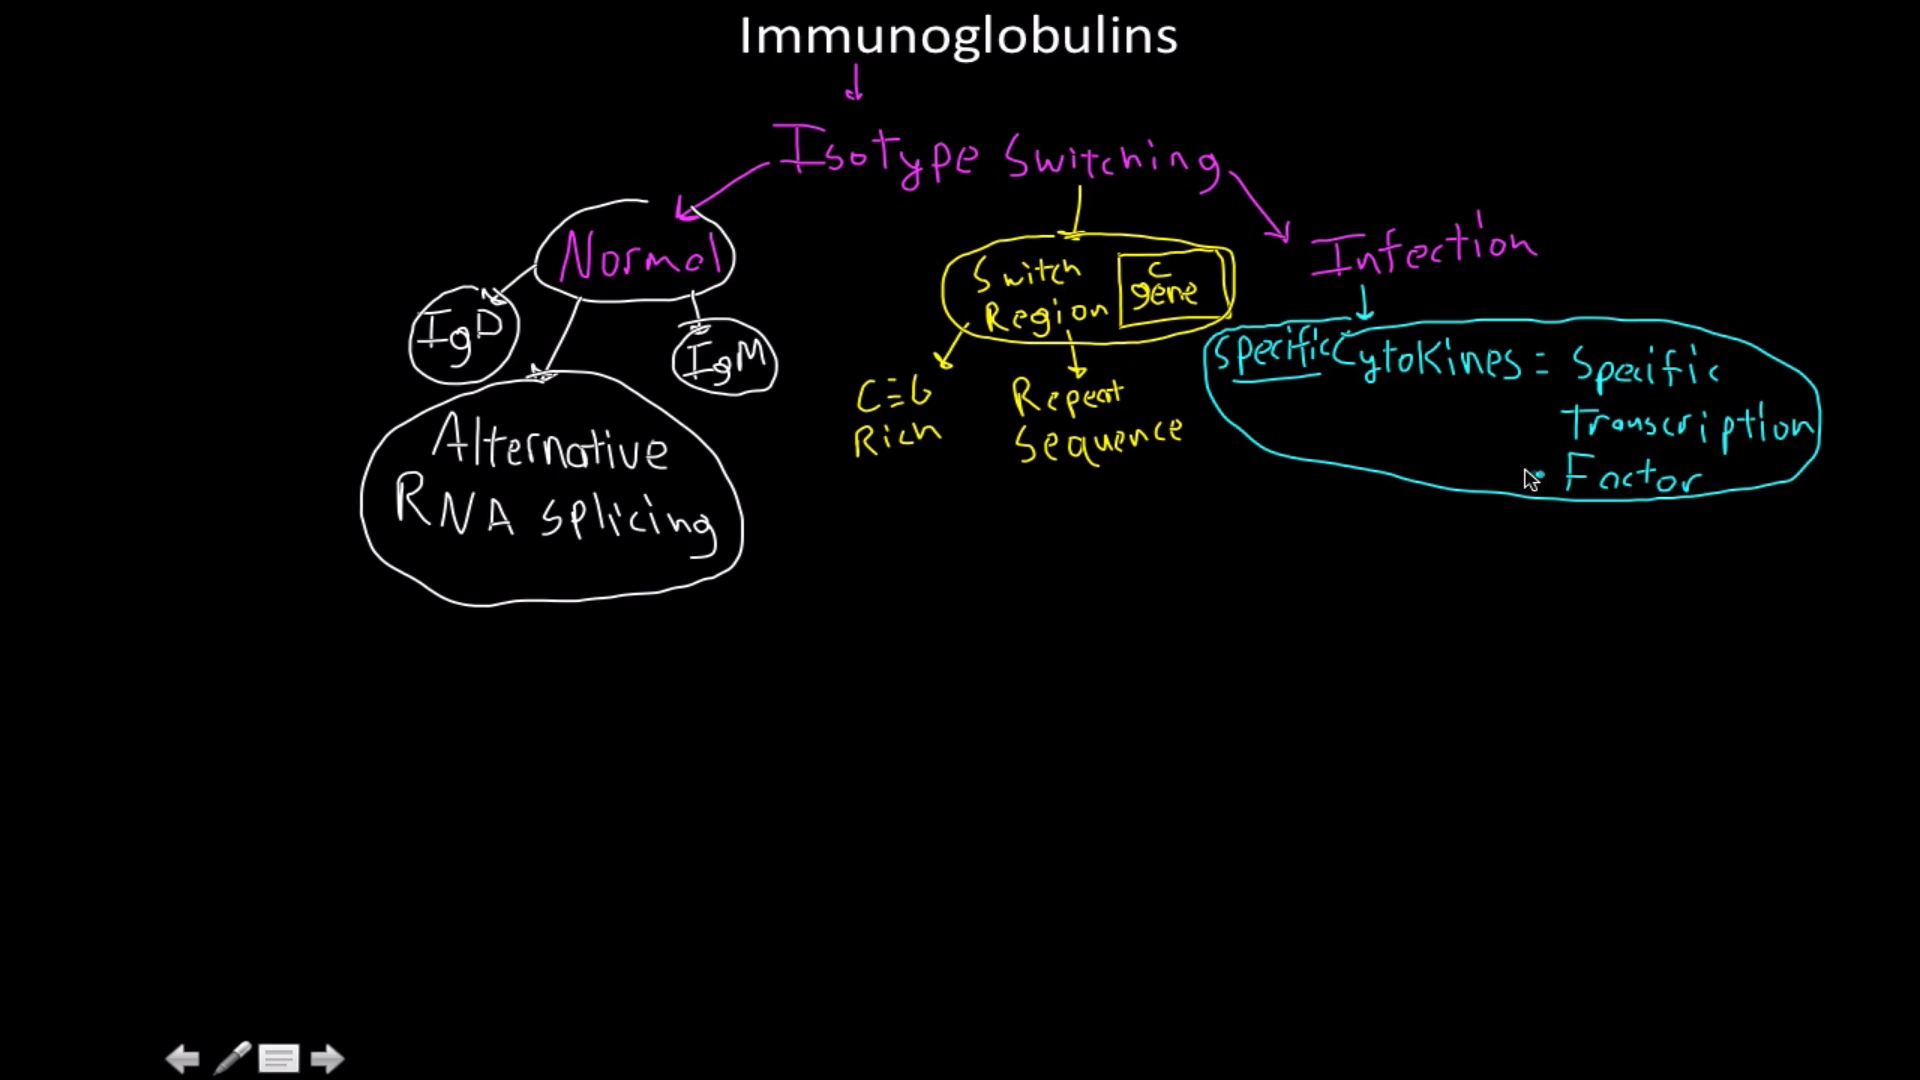 Immunoglobulins
Isotype Switching
Normal
IgD
IgM
Alternative
RNA splicing
Switch
Region
C
gene
C≡G
Rich
Repeat
Sequence
Infection
Specific Cytokines = Specific
Transcription
Factor